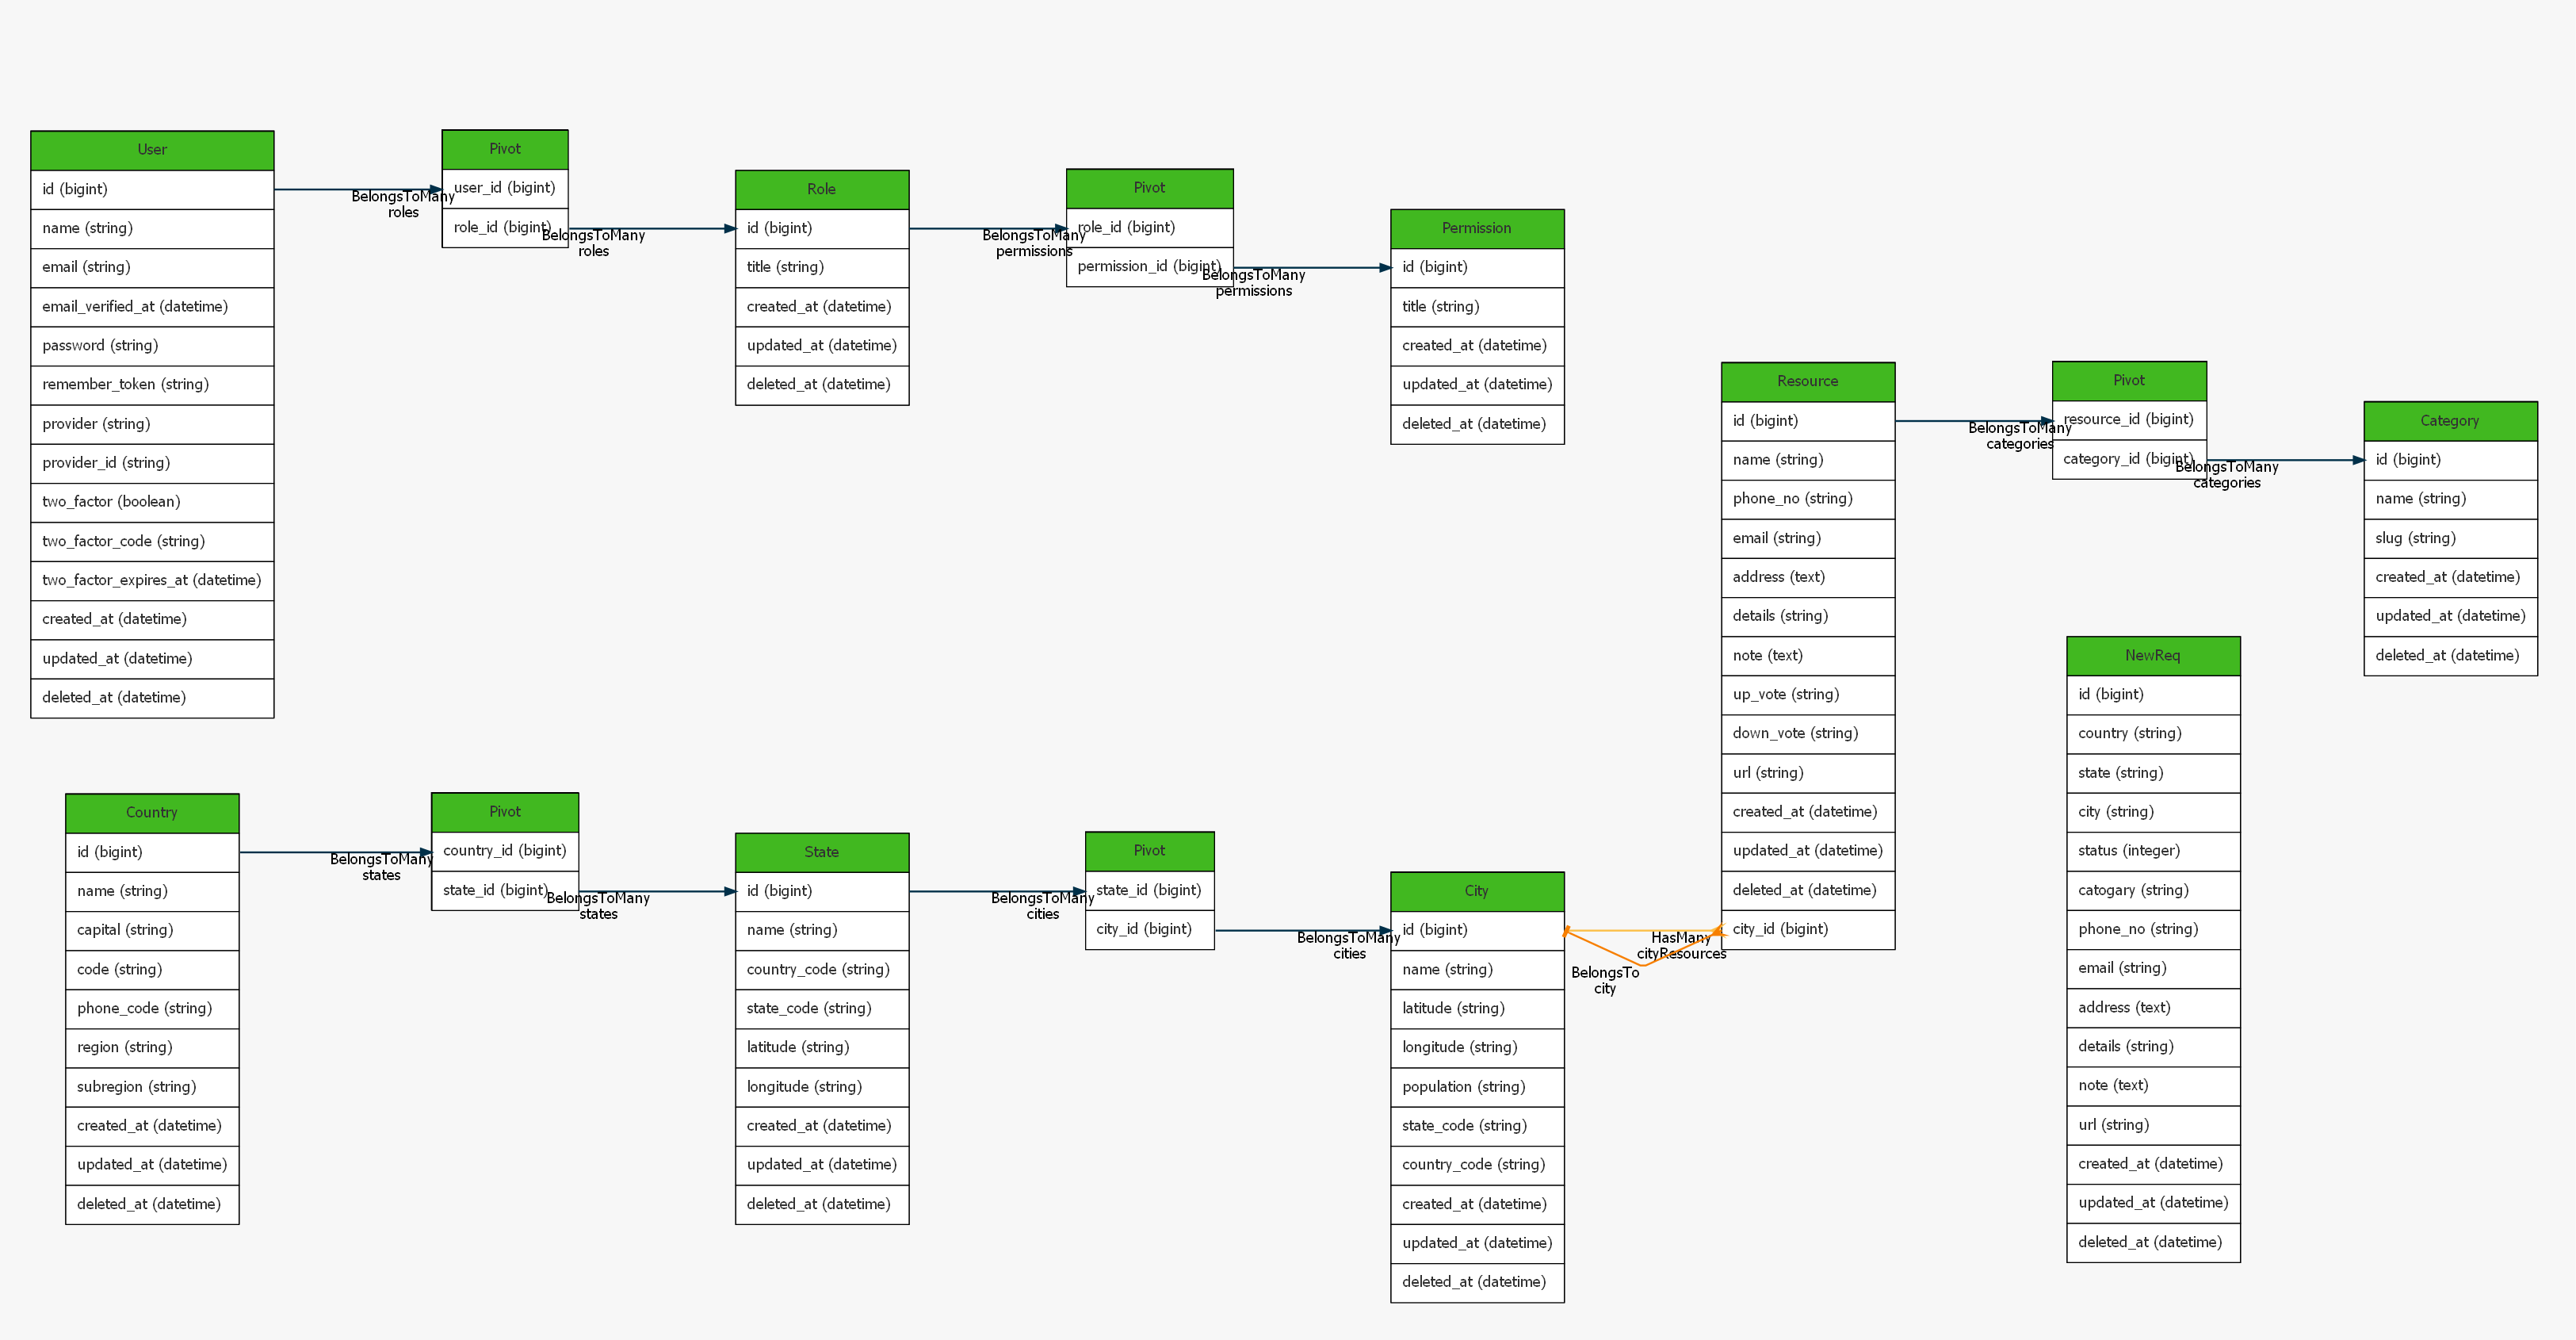 User
id (bigint)
name (string)
email (string)
email_verified_at (datetime)
password (string)
remember_token (string)
provider (string)
provider_id (string)
two_factor (boolean)
two_factor_code (string)
two_factor_expires_at (datetime)
created_at (datetime)
updated_at (datetime)
deleted_at (datetime)
BelongsToMany
roles
Pivot
user_id (bigint)
role_id (bigint)
BelongsToMany
roles
Role
id (bigint)
title (string)
created_at (datetime)
updated_at (datetime)
deleted_at (datetime)
BelongsToMany
permissions
Pivot
role_id (bigint)
permission_id (bigint)
BelongsToMany
permissions
Permission
id (bigint)
title (string)
created_at (datetime)
updated_at (datetime)
deleted_at (datetime)
Resource
id (bigint)
name (string)
phone_no (string)
email (string)
address (text)
details (string)
note (text)
up_vote (string)
down_vote (string)
url (string)
created_at (datetime)
updated_at (datetime)
deleted_at (datetime)
city_id (bigint)
BelongsToMany
categories
Pivot
resource_id (bigint)
category_id (bigint)
BelongsToMany
categories
Category
id (bigint)
name (string)
slug (string)
created_at (datetime)
updated_at (datetime)
deleted_at (datetime)
NewReq
id (bigint)
country (string)
state (string)
city (string)
status (integer)
catogary (string)
phone_no (string)
email (string)
address (text)
details (string)
note (text)
url (string)
created_at (datetime)
updated_at (datetime)
deleted_at (datetime)
Country
id (bigint)
name (string)
capital (string)
code (string)
phone_code (string)
region (string)
subregion (string)
created_at (datetime)
updated_at (datetime)
deleted_at (datetime)
BelongsToMany
states
Pivot
country_id (bigint)
state_id (bigint)
BelongsToMany
states
State
id (bigint)
name (string)
country_code (string)
state_code (string)
latitude (string)
longitude (string)
created_at (datetime)
updated_at (datetime)
deleted_at (datetime)
BelongsToMany
cities
Pivot
state_id (bigint)
city_id (bigint)
BelongsToMany
cities
City
id (bigint)
name (string)
latitude (string)
longitude (string)
population (string)
state_code (string)
country_code (string)
created_at (datetime)
updated_at (datetime)
deleted_at (datetime)
HasMany
cityResources
BelongsTo
city